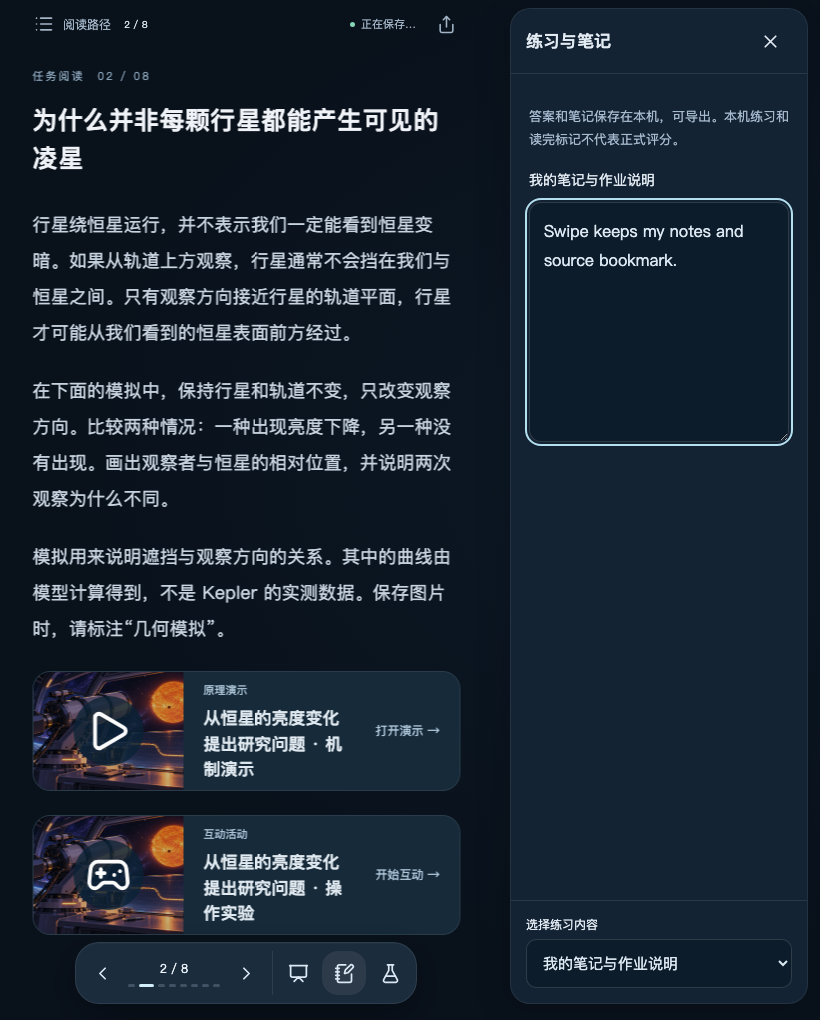 阅读路径 2 / 8
正在保存…
任务阅读 02 / 08
为什么并非每颗行星都能产生可见的
凌星
行星绕恒星运行，并不表示我们一定能看到恒星变
暗。如果从轨道上方观察，行星通常不会挡在我们与
恒星之间。只有观察方向接近行星的轨道平面，行星
才可能从我们看到的恒星表面前方经过。
在下面的模拟中，保持行星和轨道不变，只改变观察
方向。比较两种情况：一种出现亮度下降，另一种没
有出现。画出观察者与恒星的相对位置，并说明两次
观察为什么不同。
模拟用来说明遮挡与观察方向的关系。其中的曲线由
模型计算得到，不是 Kepler 的实测数据。保存图片
时，请标注“几何模拟”。
原理演示
从恒星的亮度变化
提出研究问题 · 机
制演示
打开演示 →
互动活动
从恒星的亮度变化
提出研究问题 · 操
作实验
开始互动 →
2 / 8
练习与笔记
答案和笔记保存在本机，可导出。本机练习和
读完标记不代表正式评分。
我的笔记与作业说明
Swipe keeps my notes and
source bookmark.
选择练习内容
我的笔记与作业说明